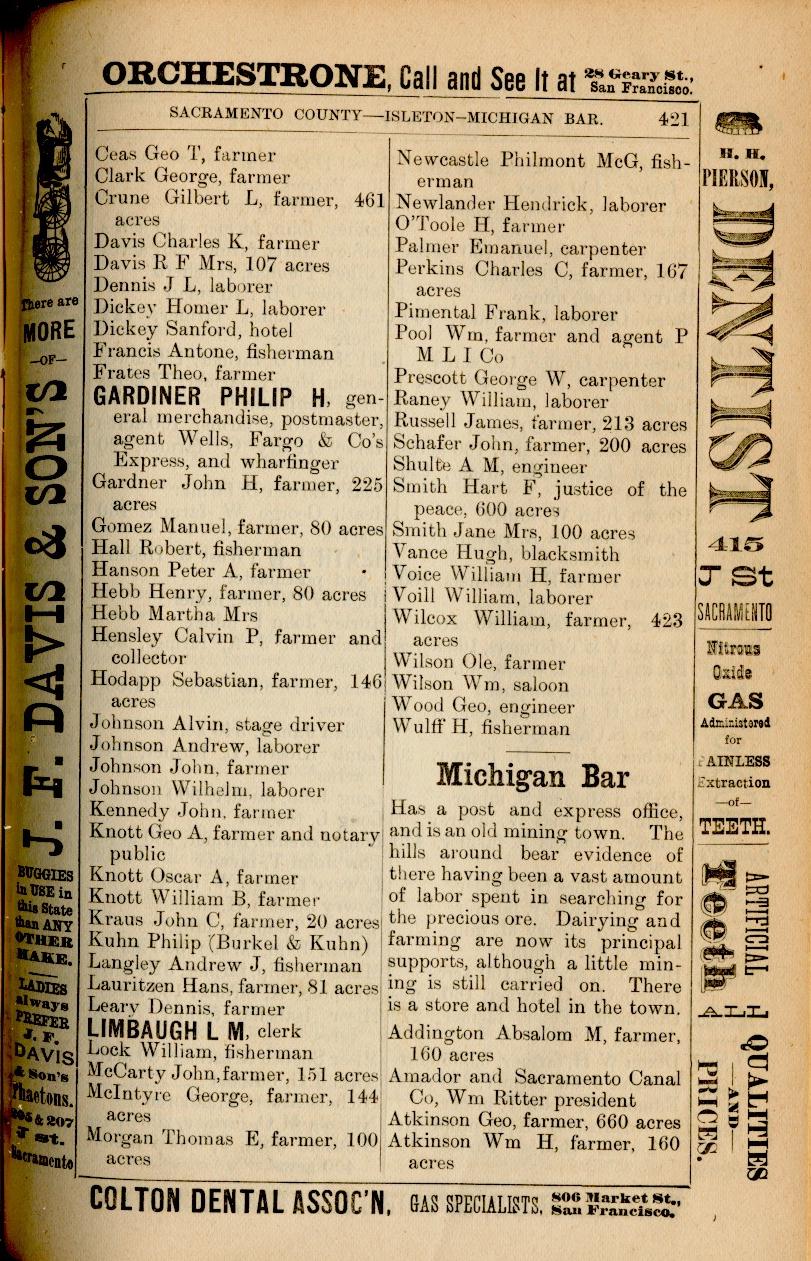 ORCHESTRONE, Call and See It at 28 Geary St., San Francisco.
SACRAMENTO COUNTY—ISLETON–MICHIGAN BAR. 421
Ceas Geo T, farmer
Clark George, farmer
Crune Gilbert L, farmer, 461
acres
Davis Charles K, farmer
Davis R F Mrs, 107 acres
Dennis J L, laborer
Dickey Homer L, laborer
Dickey Sanford, hotel
Francis Antone, fisherman
Frates Theo, farmer
GARDINER PHILIP H, gen-
eral merchandise, postmaster,
agent Wells, Fargo & Co's
Express, and wharfinger
Gardner John H, farmer, 225
acres
Gomez Manuel, farmer, 80 acres
Hall Robert, fisherman
Hanson Peter A, farmer
Hebb Henry, farmer, 80 acres
Hebb Martha Mrs
Hensley Calvin P, farmer and
collector
Hodapp Sebastian, farmer, 146
acres
Johnson Alvin, stage driver
Johnson Andrew, laborer
Johnson John, farmer
Johnson Wilhelm, laborer
Kennedy John, farmer
Knott Geo A, farmer and notary
public
Knott Oscar A, farmer
Knott William B, farmer
Kraus John C, farmer, 20 acres
Kuhn Philip (Burkel & Kuhn)
Langley Andrew J, fisherman
Lauritzen Hans, farmer, 81 acres
Leary Dennis, farmer
LIMBAUGH L M, clerk
Lock William, fisherman
McCarty John, farmer, 151 acres
McIntyre George, farmer, 144
acres
Morgan Thomas E, farmer, 100
acres
Newcastle Philmont McG, fish-
erman
Newlander Hendrick, laborer
O'Toole H, farmer
Palmer Emanuel, carpenter
Perkins Charles C, farmer, 167
acres
Pimental Frank, laborer
Pool Wm, farmer and agent P
M L I Co
Prescott George W, carpenter
Raney William, laborer
Russell James, farmer, 213 acres
Schafer John, farmer, 200 acres
Shulte A M, engineer
Smith Hart F, justice of the
peace, 600 acres
Smith Jane Mrs, 100 acres
Vance Hugh, blacksmith
Voice William H, farmer
Voill William, laborer
Wilcox William, farmer, 423
acres
Wilson Ole, farmer
Wilson Wm, saloon
Wood Geo, engineer
Wulff H, fisherman
Michigan Bar
Has a post and express office,
and is an old mining town. The
hills around bear evidence of
there having been a vast amount
of labor spent in searching for
the precious ore. Dairying and
farming are now its principal
supports, although a little min-
ing is still carried on. There
is a store and hotel in the town.
Addington Absalom M, farmer,
160 acres
Amador and Sacramento Canal
Co, Wm Ritter president
Atkinson Geo, farmer, 660 acres
Atkinson Wm H, farmer, 160
acres
There are
MORE
—OF—
J. F. DAVIS & SON'S
BUGGIES
in USE in
this State
than ANY
OTHER
MAKE.
LADIES
always
PREFER
J. F.
DAVIS
& Son's
Phaetons.
205 & 207
J St.
Sacramento
H. H.
PIERSON,
DENTIST
415
J St
SACRAMENTO
Nitrous
Oxide
GAS
Administered
for
PAINLESS
Extraction
—of—
TEETH.
ARTIFICIAL
Teeth
ALL
QUALITIES
—AND—
PRICES.
COLTON DENTAL ASSOC'N, GAS SPECIALISTS, 806 Market St., San Francisco.